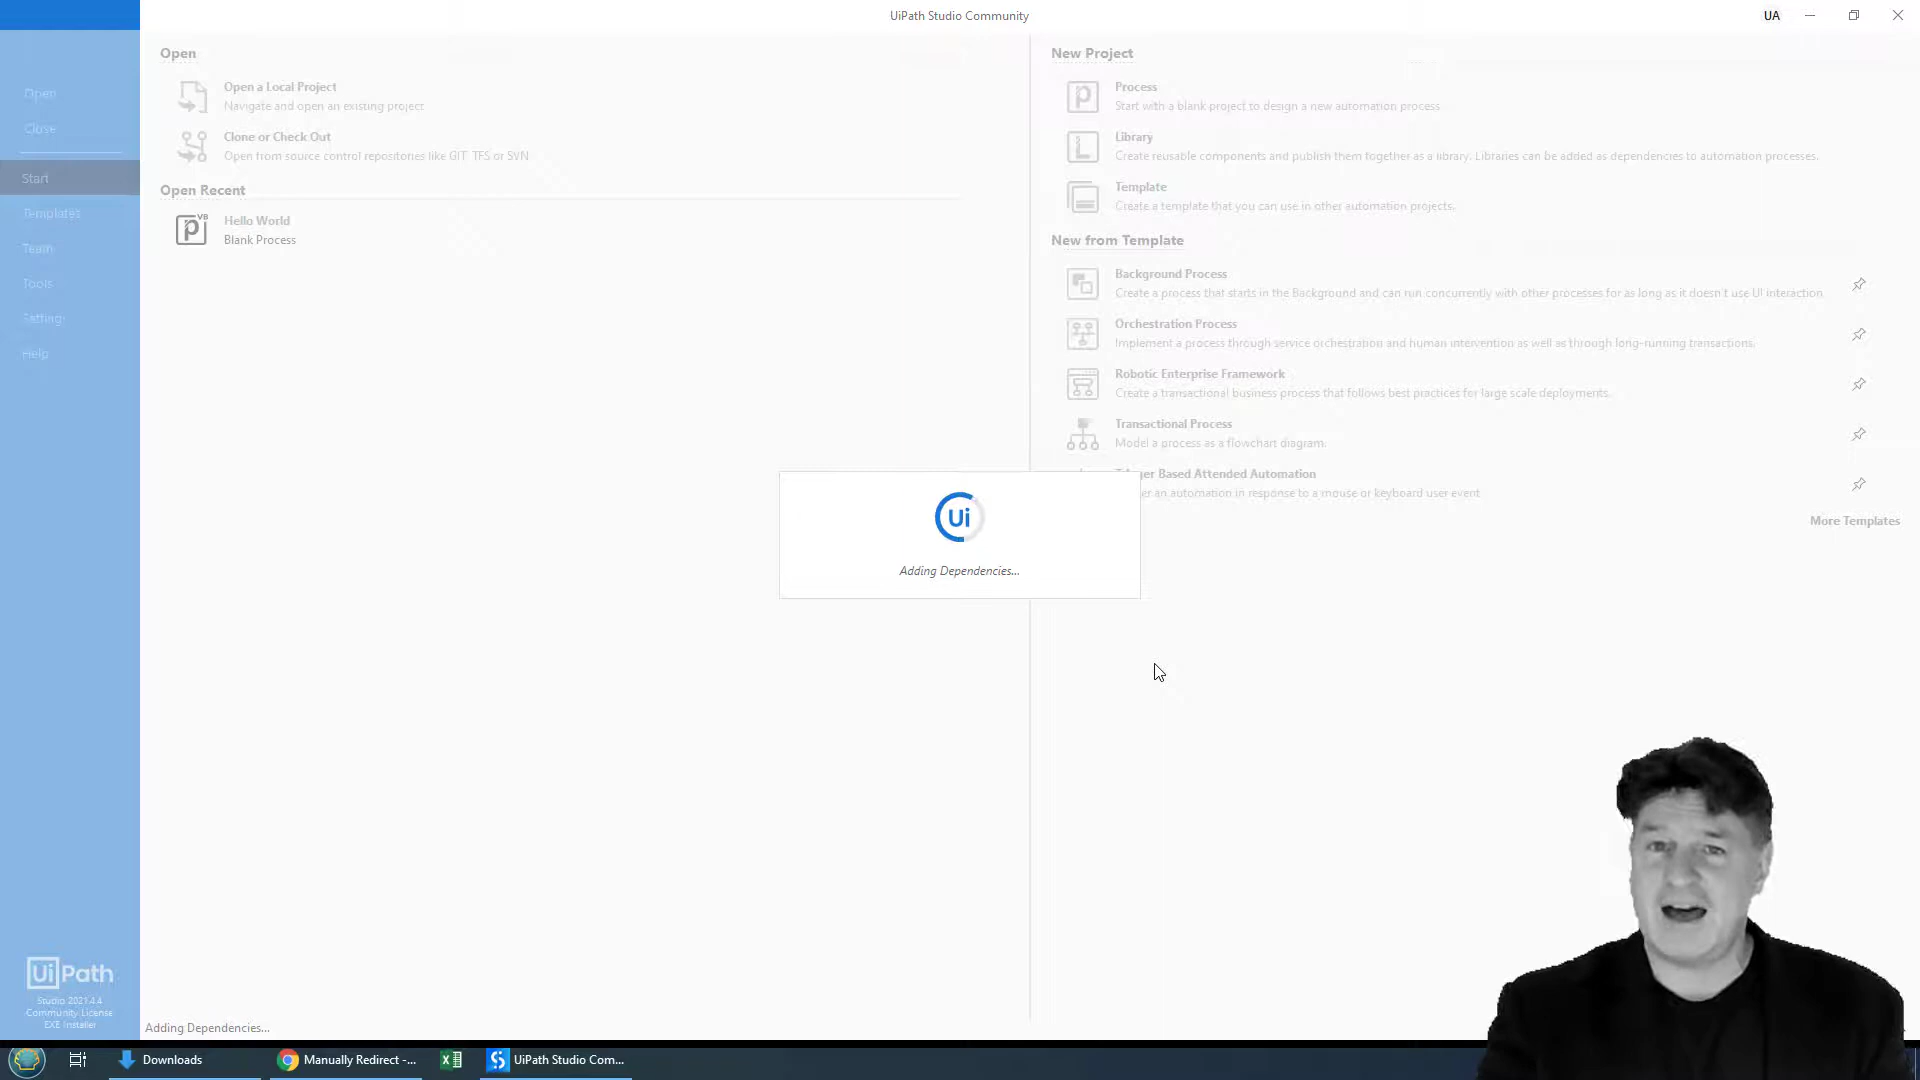 UiPath Studio Community
UA
Open
Close
Start
Templates
Team
Tools
Help
UiPath
Studio 2021.4.4
Community License
EXE Installer
Open
Open a Local Project
Navigate and open an existing project
Clone or Check Out
Open from source control repositories like GIT, TFS or SVN
Open Recent
VB
Hello World
Blank Process
New Project
Process
Start with a blank project to design a new automation process.
Library
Create reusable components and publish them together as a library. Libraries can be added as dependencies to automation processes.
Template
Create a template that you can use in other automation projects.
New from Template
Background Process
Create a process that starts in the Background and can run concurrently with other processes for as long as it doesn't use UI interaction.
Orchestration Process
Implement a process through service orchestration and human intervention as well as through long-running transactions.
Robotic Enterprise Framework
Create a transactional business process that follows best practices for large scale deployments.
Transactional Process
Model a process as a flowchart diagram.
Based Attended Automation
an automation in response to a mouse or keyboard user event
More Templates
Ui
Adding Dependencies...
Adding Dependencies...
Downloads
Manually Redirect -...
UiPath Studio Com...